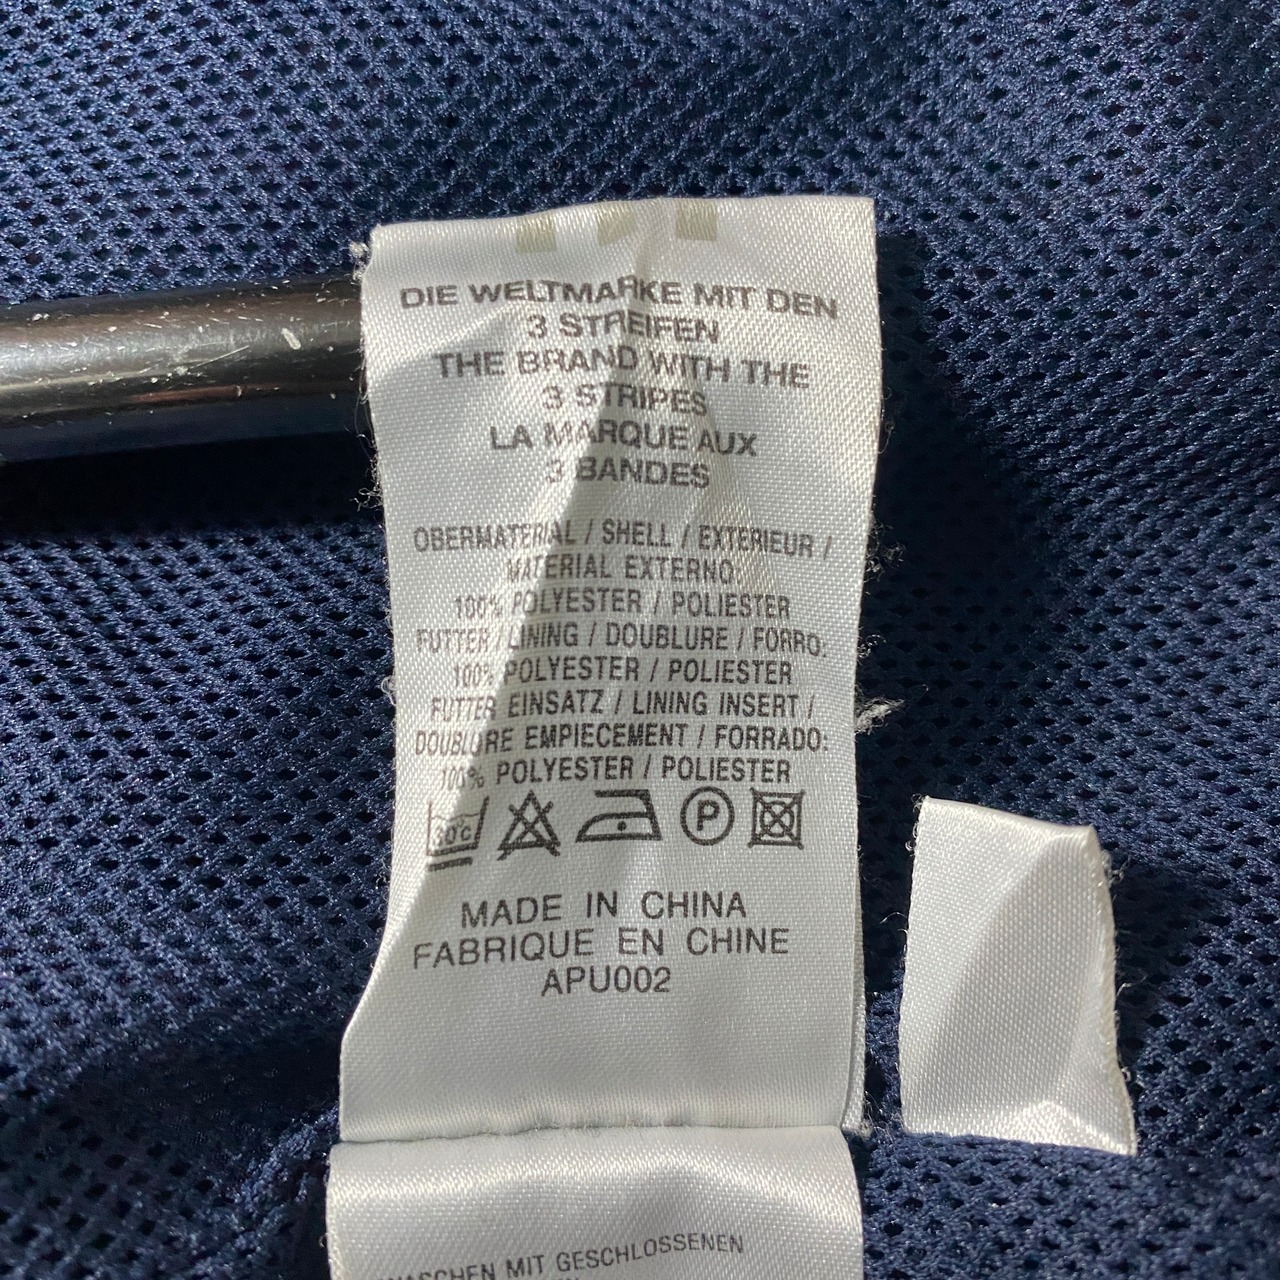 DIE WELTMARKE MIT DEN
3 STREIFEN
THE BRAND WITH THE
3 STRIPES
LA MARQUE AUX
3 BANDES
OBERMATERIAL / SHELL / EXTERIEUR /
MATERIAL EXTERNO:
100% POLYESTER / POLIESTER
FUTTER / LINING / DOUBLURE / FORRO:
100% POLYESTER / POLIESTER
FUTTER EINSATZ / LINING INSERT /
DOUBLURE EMPIECEMENT / FORRADO:
100% POLYESTER / POLIESTER
30°C P
MADE IN CHINA
FABRIQUE EN CHINE
APU002
WASCHEN MIT GESCHLOSSENEN